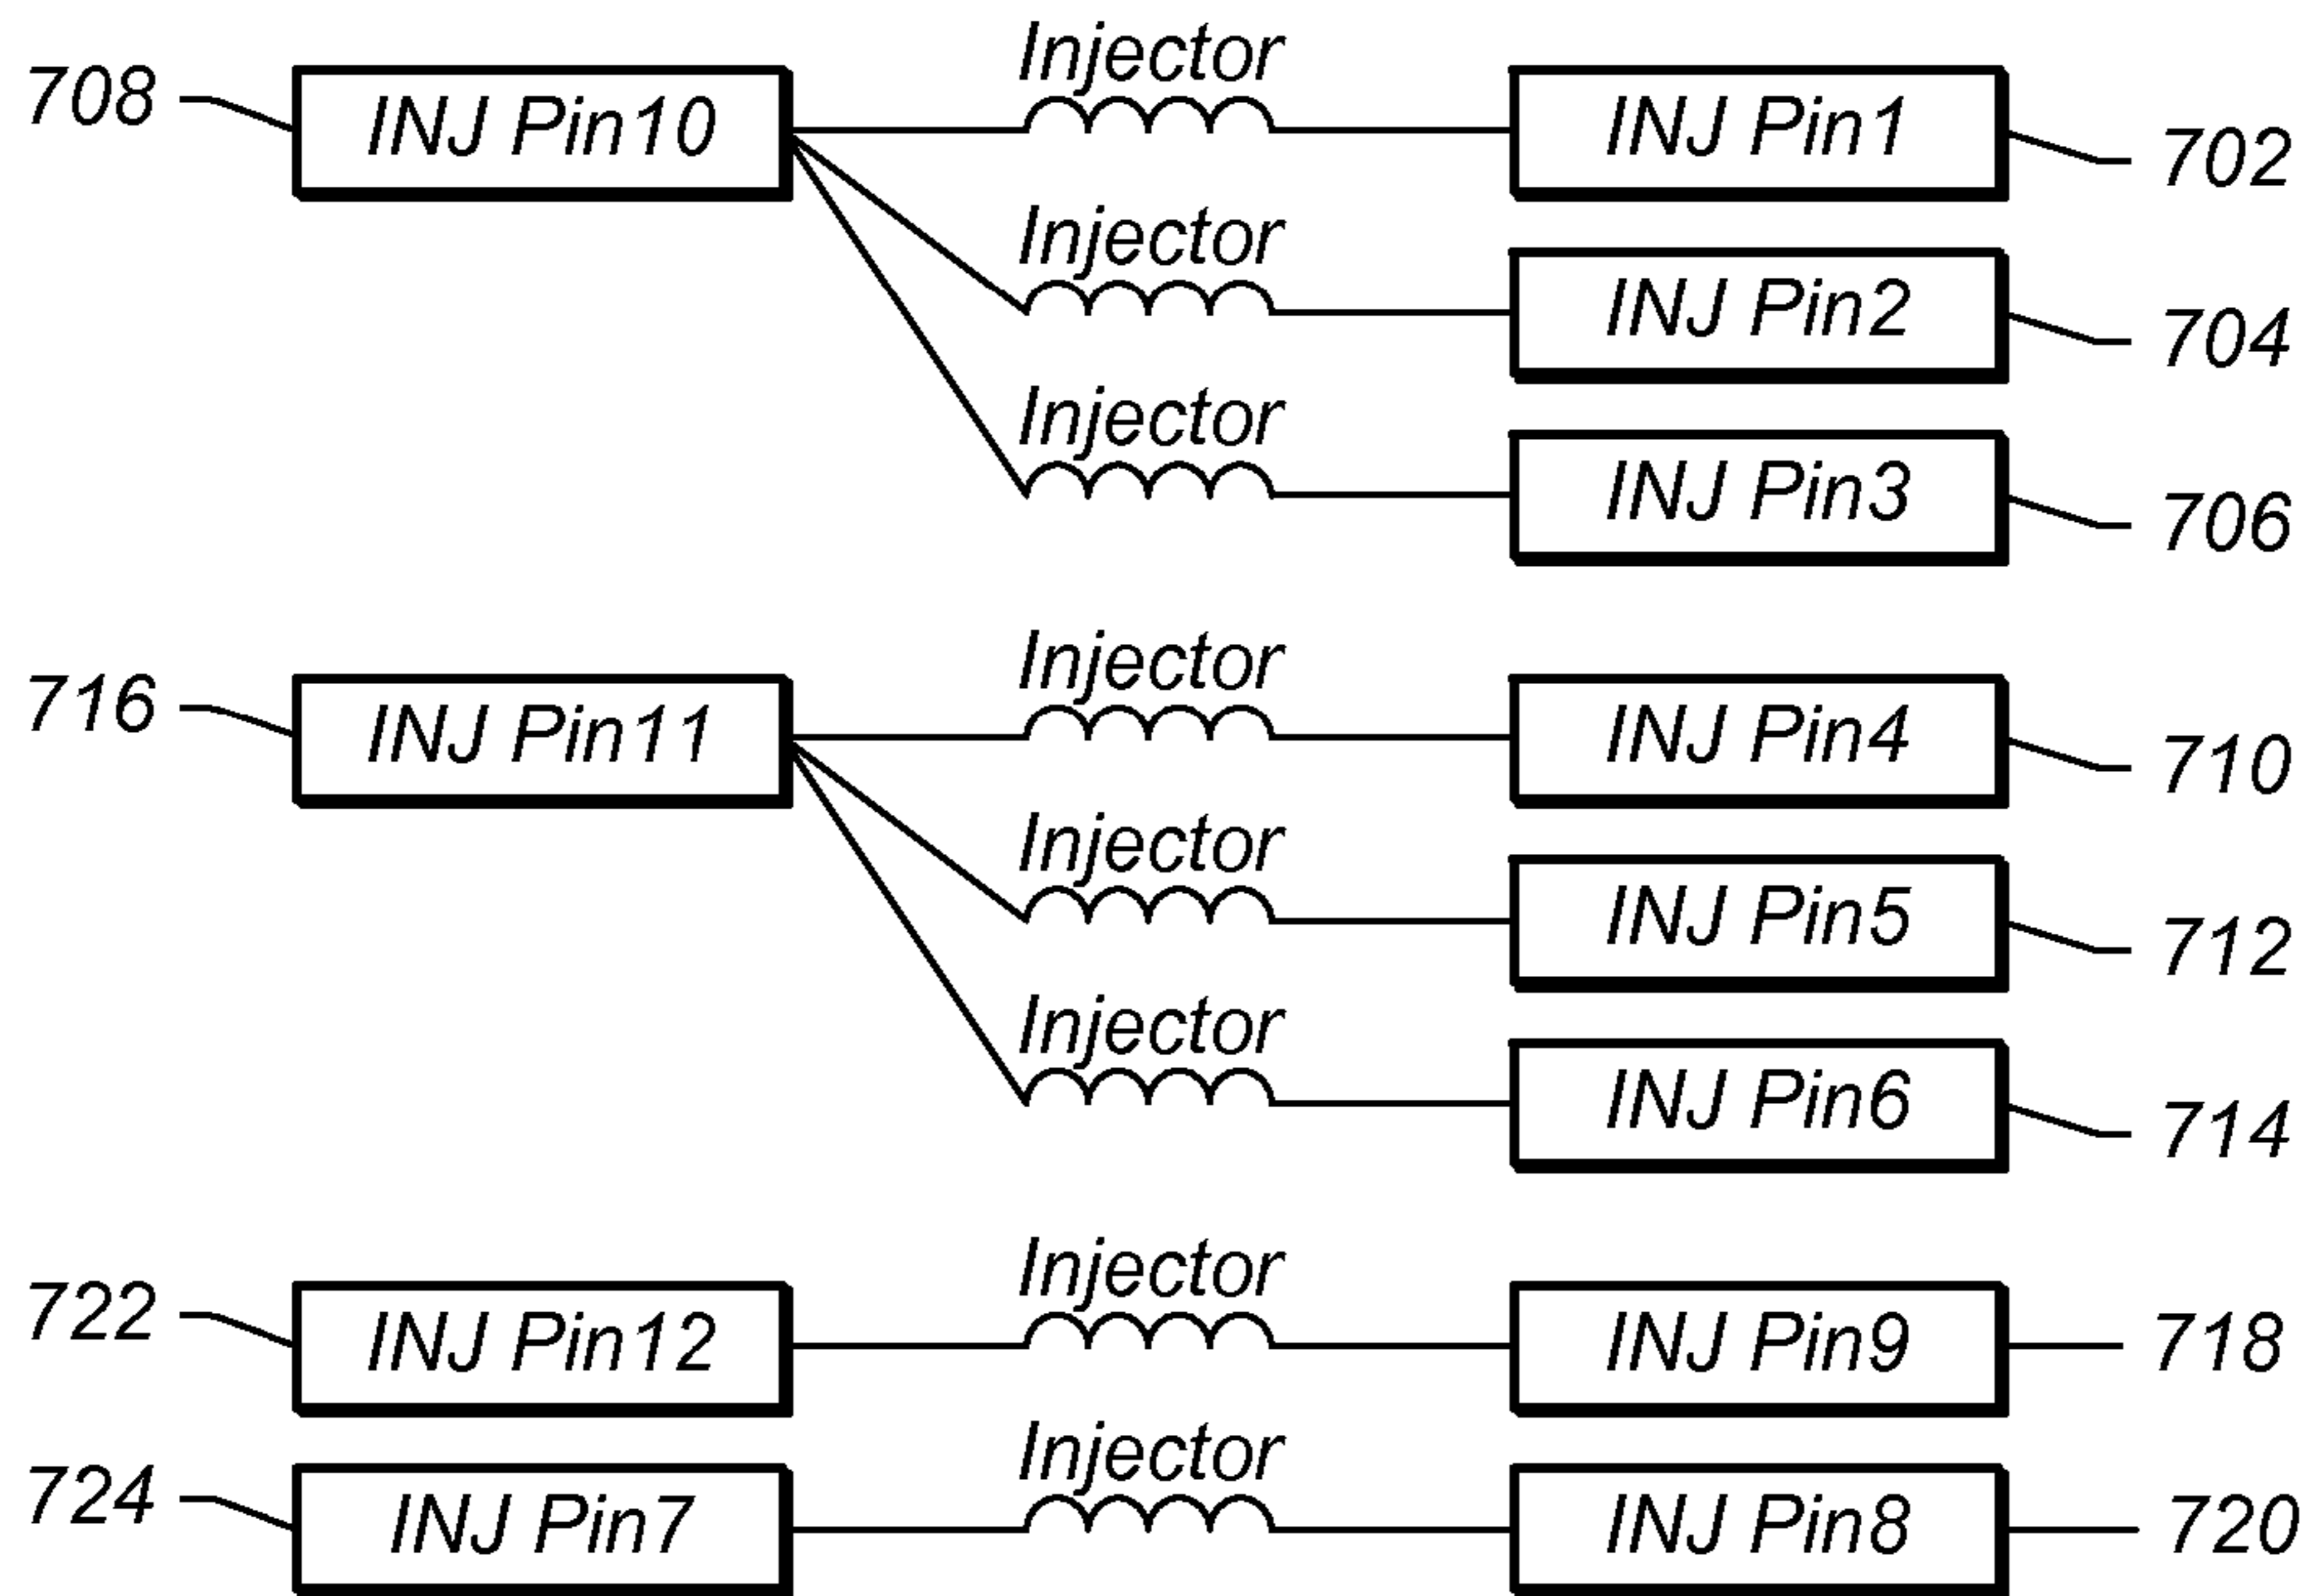 Injector
708 INJ Pin10 INJ Pin1 702
Injector
INJ Pin2 704
Injector
INJ Pin3 706
Injector
716 INJ Pin11 INJ Pin4 710
Injector
INJ Pin5 712
Injector
INJ Pin6 714
Injector
722 INJ Pin12 INJ Pin9 718
Injector
724 INJ Pin7 INJ Pin8 720